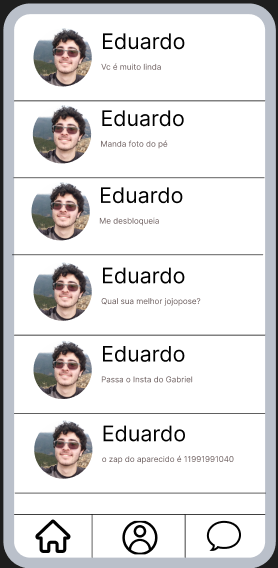 Eduardo
Vc é muito linda
Eduardo
Manda foto do pé
Eduardo
Me desbloqueia
Eduardo
Qual sua melhor jojopose?
Eduardo
Passa o Insta do Gabriel
Eduardo
o zap do aparecido é 11991991040